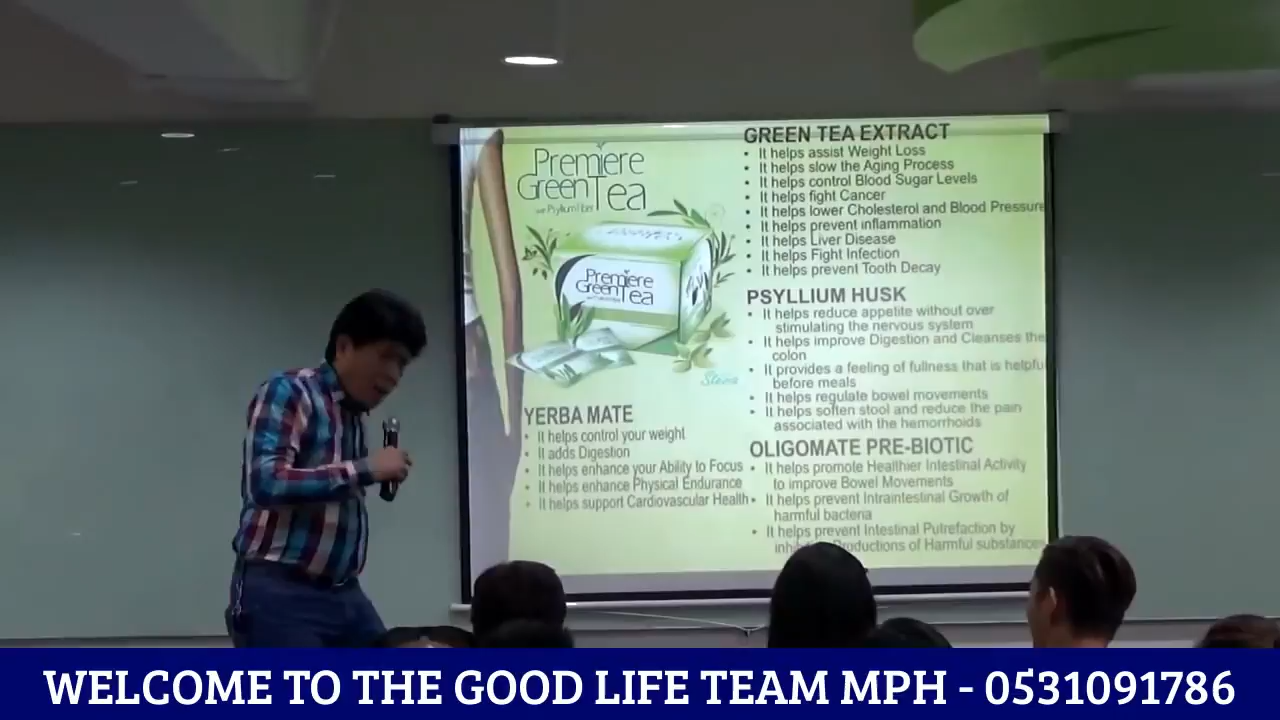 Premiere
Green Tea
with Psyllium Fiber
Premiere
Green Tea
Stevia
YERBA MATE
• It helps control your weight
• It adds Digestion
• It helps enhance your Ability to Focus
• It helps enhance Physical Endurance
• It helps support Cardiovascular Health
GREEN TEA EXTRACT
• It helps assist Weight Loss
• It helps slow the Aging Process
• It helps control Blood Sugar Levels
• It helps fight Cancer
• It helps lower Cholesterol and Blood Pressure
• It helps prevent inflammation
• It helps Liver Disease
• It helps Fight Infection
• It helps prevent Tooth Decay
PSYLLIUM HUSK
• It helps reduce appetite without over
stimulating the nervous system
• It helps improve Digestion and Cleanses the
colon
• It provides a feeling of fullness that is helpful
before meals
• It helps regulate bowel movements
• It helps soften stool and reduce the pain
associated with the hemorrhoids
OLIGOMATE PRE-BIOTIC
• It helps promote Healthier Intestinal Activity
to improve Bowel Movements
• It helps prevent Intraintestinal Growth of
harmful bacteria
• It helps prevent Intestinal Putrefaction by
Productions of Harmful substances
WELCOME TO THE GOOD LIFE TEAM MPH - 0531091786